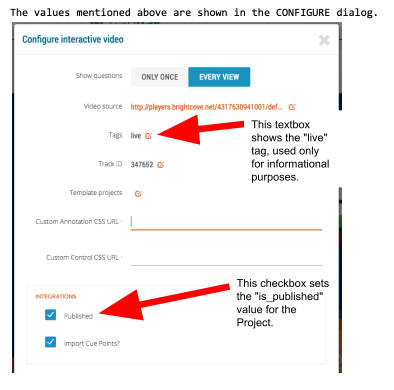 The values mentioned above are shown in the CONFIGURE dialog.
Configure interactive video
Show questions ONLY ONCE EVERY VIEW
Video source http://players.brightcove.net/4317630941001/def...
Tags live
This textbox
shows the "live"
tag, used only
for informational
purposes.
Track ID 347652
Template projects
Custom Annotation CSS URL
Custom Control CSS URL
INTEGRATIONS
Published
Import Cue Points?
This checkbox sets
the "is_published"
value for the
Project.